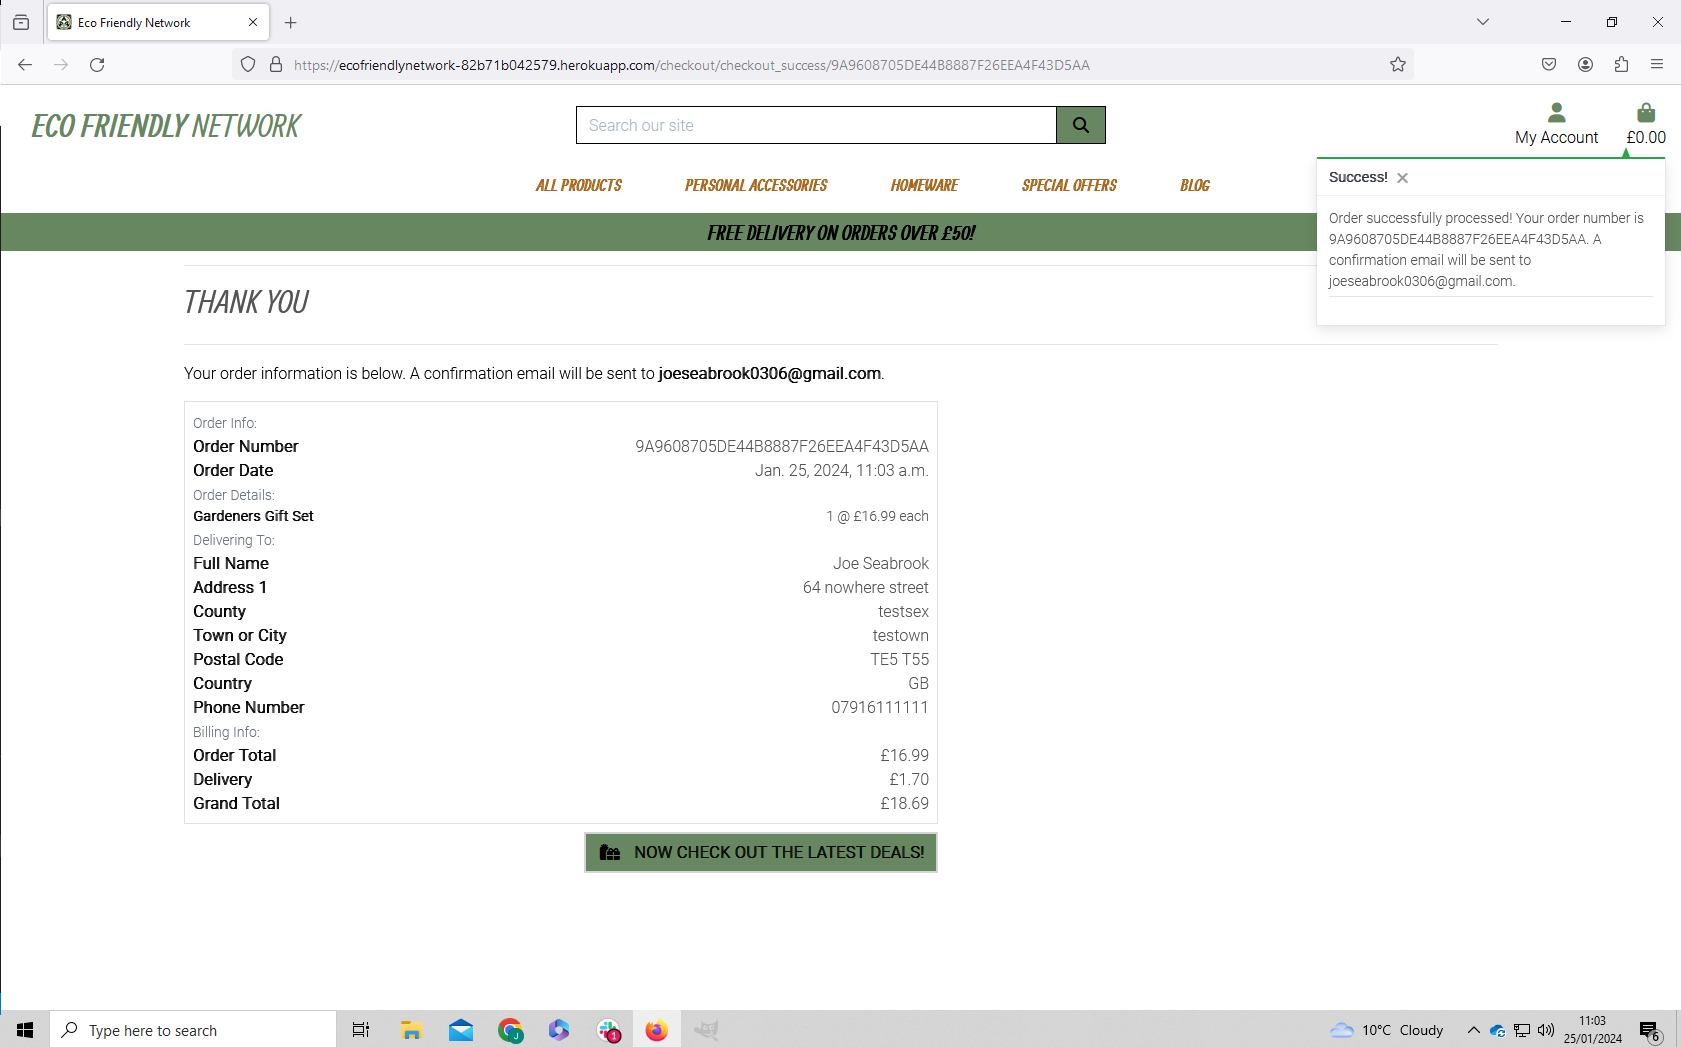 Eco Friendly Network
https://ecofriendlynetwork-82b71b042579.herokuapp.com/checkout/checkout_success/9A9608705DE44B8887F26EEA4F43D5AA
ECO FRIENDLY NETWORK
Search our site
My Account
£0.00
ALL PRODUCTS
PERSONAL ACCESSORIES
HOMEWARE
SPECIAL OFFERS
BLOG
FREE DELIVERY ON ORDERS OVER £50!
Success!
Order successfully processed! Your order number is
9A9608705DE44B8887F26EEA4F43D5AA. A
confirmation email will be sent to
joeseabrook0306@gmail.com.
THANK YOU
Your order information is below. A confirmation email will be sent to joeseabrook0306@gmail.com.
Order Info:
Order Number 9A9608705DE44B8887F26EEA4F43D5AA
Order Date Jan. 25, 2024, 11:03 a.m.
Order Details:
Gardeners Gift Set 1 @ £16.99 each
Delivering To:
Full Name Joe Seabrook
Address 1 64 nowhere street
County testsex
Town or City testown
Postal Code TE5 T55
Country GB
Phone Number 07916111111
Billing Info:
Order Total £16.99
Delivery £1.70
Grand Total £18.69
NOW CHECK OUT THE LATEST DEALS!
Type here to search
J
1
10°C Cloudy
11:03
25/01/2024
6